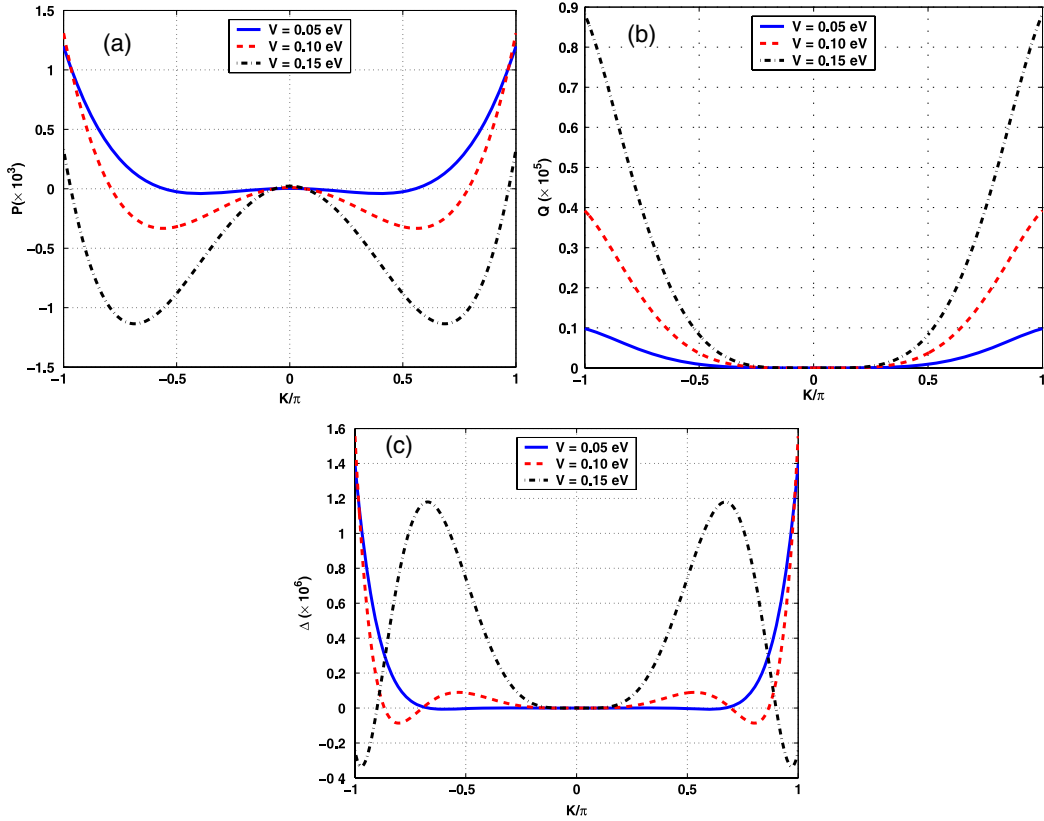 (a)
V = 0.05 eV
V = 0.10 eV
V = 0.15 eV
1.5
1
0.5
0
−0.5
−1
−1.5
P(× 10³)
−1
−0.5
0
0.5
1
K/π
(b)
V = 0.05 eV
V = 0.10 eV
V = 0.15 eV
0.9
0.8
0.7
0.6
0.5
0.4
0.3
0.2
0.1
0
Q (× 10⁵)
−1
−0.5
0
0.5
1
K/π
(c)
V = 0.05 eV
V = 0.10 eV
V = 0.15 eV
1.6
1.4
1.2
1
0.8
0.6
0.4
0.2
0
−0.2
−0 4
Δ (× 10⁶)
−1
−0.5
0
0.5
1
K/π